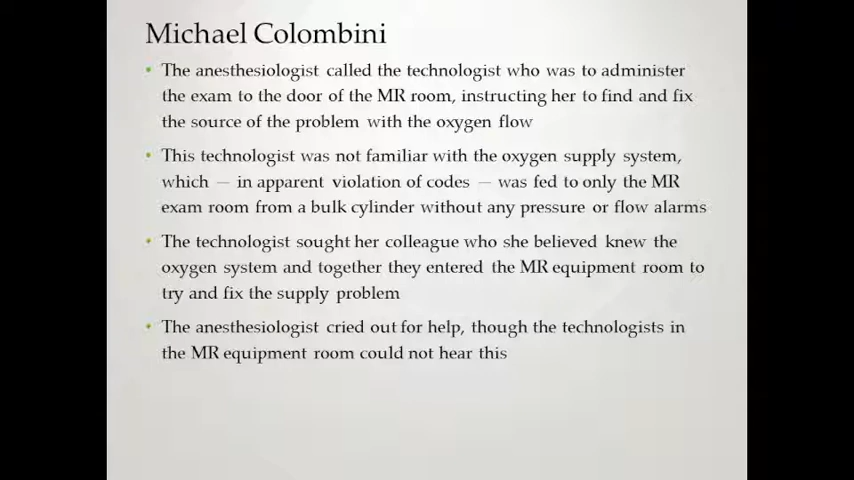 Michael Colombini
• The anesthesiologist called the technologist who was to administer
the exam to the door of the MR room, instructing her to find and fix
the source of the problem with the oxygen flow
• This technologist was not familiar with the oxygen supply system,
which — in apparent violation of codes — was fed to only the MR
exam room from a bulk cylinder without any pressure or flow alarms
• The technologist sought her colleague who she believed knew the
oxygen system and together they entered the MR equipment room to
try and fix the supply problem
• The anesthesiologist cried out for help, though the technologists in
the MR equipment room could not hear this